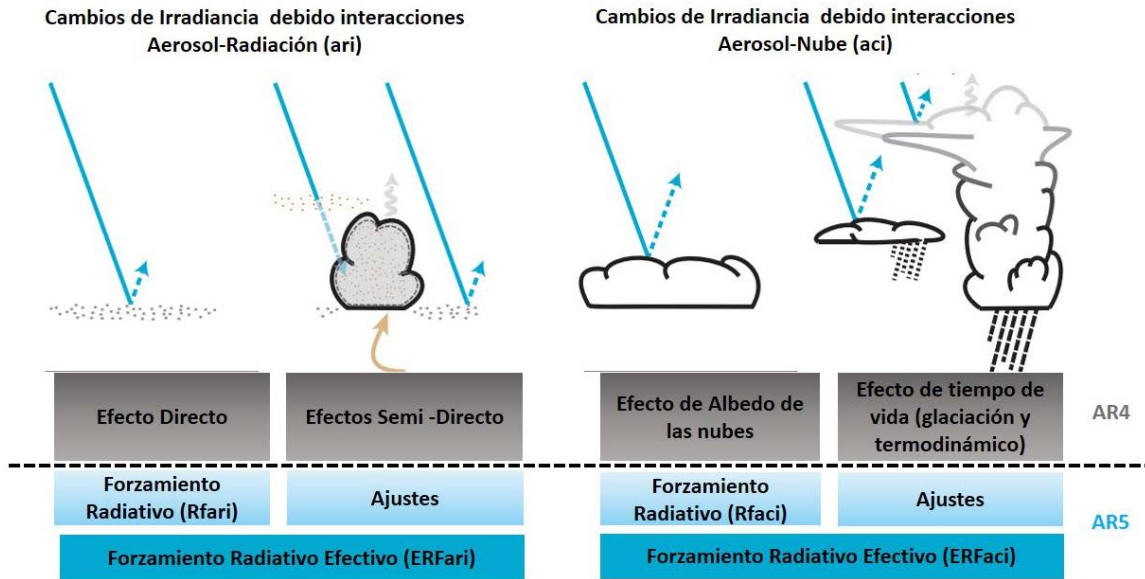 Cambios de Irradiancia debido interacciones
Aerosol-Radiación (ari)
Cambios de Irradiancia debido interacciones
Aerosol-Nube (aci)
Efecto Directo
Efectos Semi -Directo
Efecto de Albedo de
las nubes
Efecto de tiempo de
vida (glaciación y
termodinámico)
AR4
Forzamiento
Radiativo (Rfari)
Ajustes
Forzamiento
Radiativo (Rfaci)
Ajustes
AR5
Forzamiento Radiativo Efectivo (ERFari)
Forzamiento Radiativo Efectivo (ERFaci)